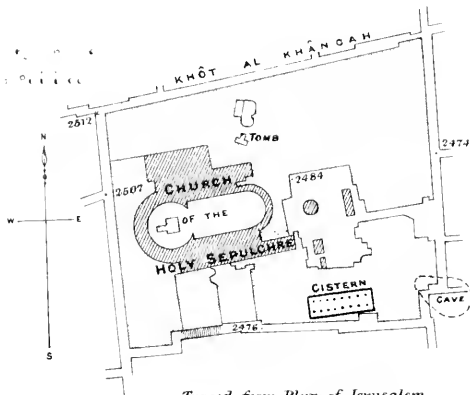 KHÔT AL KHÂNGAH
2512
N
TOMB
2474
2507
2484
CHURCH
W
E
OF THE
HOLY SEPULCHRE
CISTERN
CAVE
2476
S
from Plan of Jerusalem